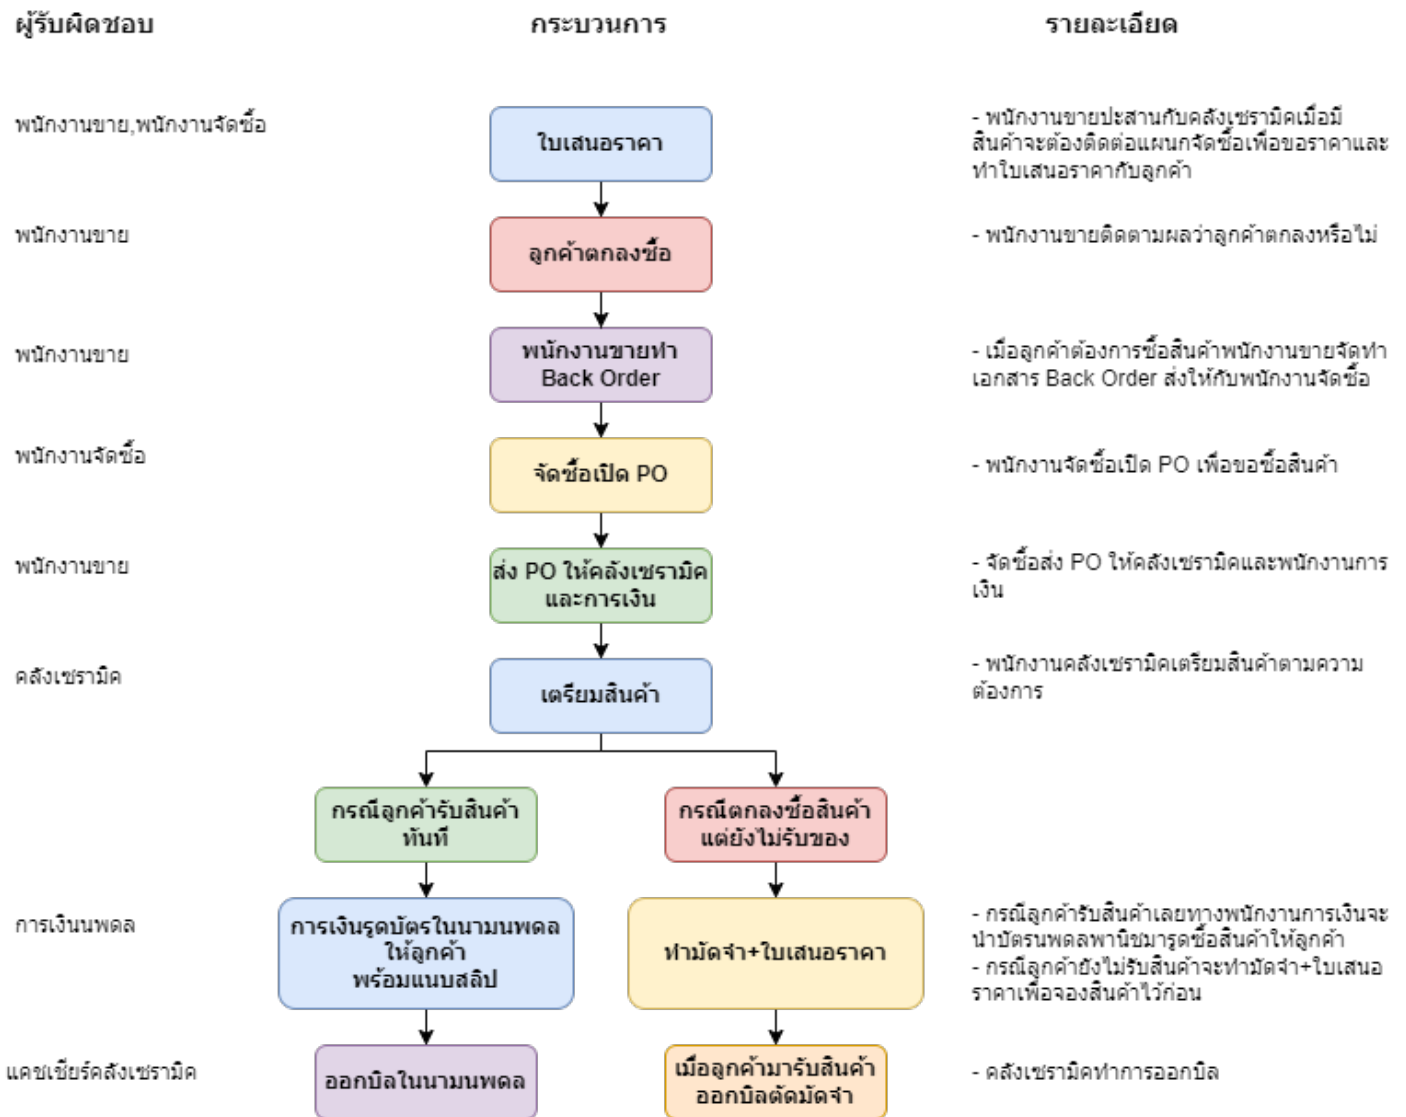 ผู้รับผิดชอบ
กระบวนการ
รายละเอียด
พนักงานขาย,พนักงานจัดซื้อ
ใบเสนอราคา
- พนักงานขายประสานกับคลังเซรามิคเมื่อมี
สินค้าจะต้องติดต่อแผนกจัดซื้อเพื่อขอราคาและ
ทำใบเสนอราคากับลูกค้า
พนักงานขาย
ลูกค้าตกลงซื้อ
- พนักงานขายติดตามผลว่าลูกค้าตกลงหรือไม่
พนักงานขาย
พนักงานขายทำ
Back Order
- เมื่อลูกค้าต้องการซื้อสินค้าพนักงานขายจัดทำ
เอกสาร Back Order ส่งให้กับพนักงานจัดซื้อ
พนักงานจัดซื้อ
จัดซื้อเปิด PO
- พนักงานจัดซื้อเปิด PO เพื่อขอซื้อสินค้า
พนักงานขาย
ส่ง PO ให้คลังเซรามิค
และการเงิน
- จัดซื้อส่ง PO ให้คลังเซรามิคและพนักงานการ
เงิน
คลังเซรามิค
เตรียมสินค้า
- พนักงานคลังเซรามิคเตรียมสินค้าตามความ
ต้องการ
กรณีลูกค้ารับสินค้า
ทันที
กรณีตกลงซื้อสินค้า
แต่ยังไม่รับของ
การเงินนพดล
การเงินรูดบัตรในนามนพดล
ให้ลูกค้า
พร้อมแนบสลิป
ทำมัดจำ+ใบเสนอราคา
- กรณีลูกค้ารับสินค้าเลยทางพนักงานการเงินจะ
นำบัตรนพดลพานิชมารูดซื้อสินค้าให้ลูกค้า
- กรณีลูกค้ายังไม่รับสินค้าจะทำมัดจำ+ใบเสนอ
ราคาเพื่อจองสินค้าไว้ก่อน
แคชเชียร์คลังเซรามิค
ออกบิลในนามนพดล
เมื่อลูกค้ามารับสินค้า
ออกบิลตัดมัดจำ
- คลังเซรามิคทำการออกบิล